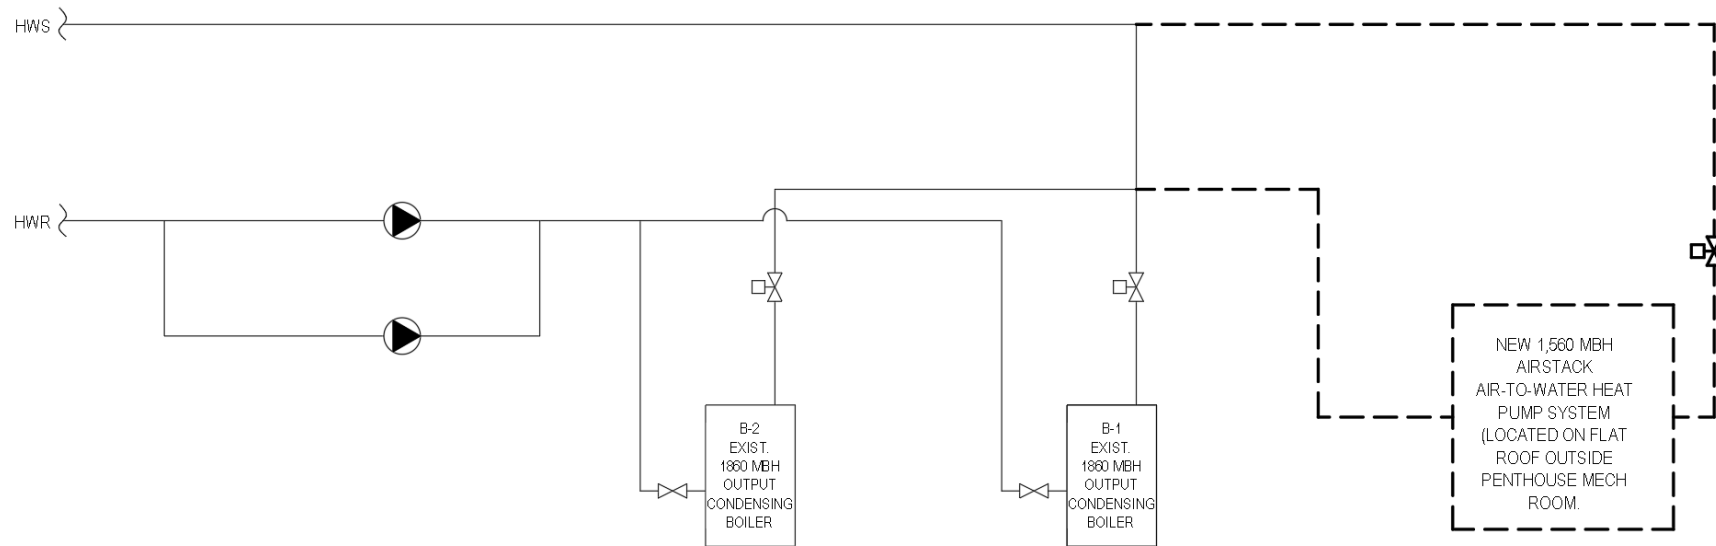 HWS
HWR
B-2
EXIST.
1860 MBH
OUTPUT
CONDENSING
BOILER
B-1
EXIST.
1860 MBH
OUTPUT
CONDENSING
BOILER
NEW 1,560 MBH
AIRSTACK
AIR-TO-WATER HEAT
PUMP SYSTEM
(LOCATED ON FLAT
ROOF OUTSIDE
PENTHOUSE MECH
ROOM.